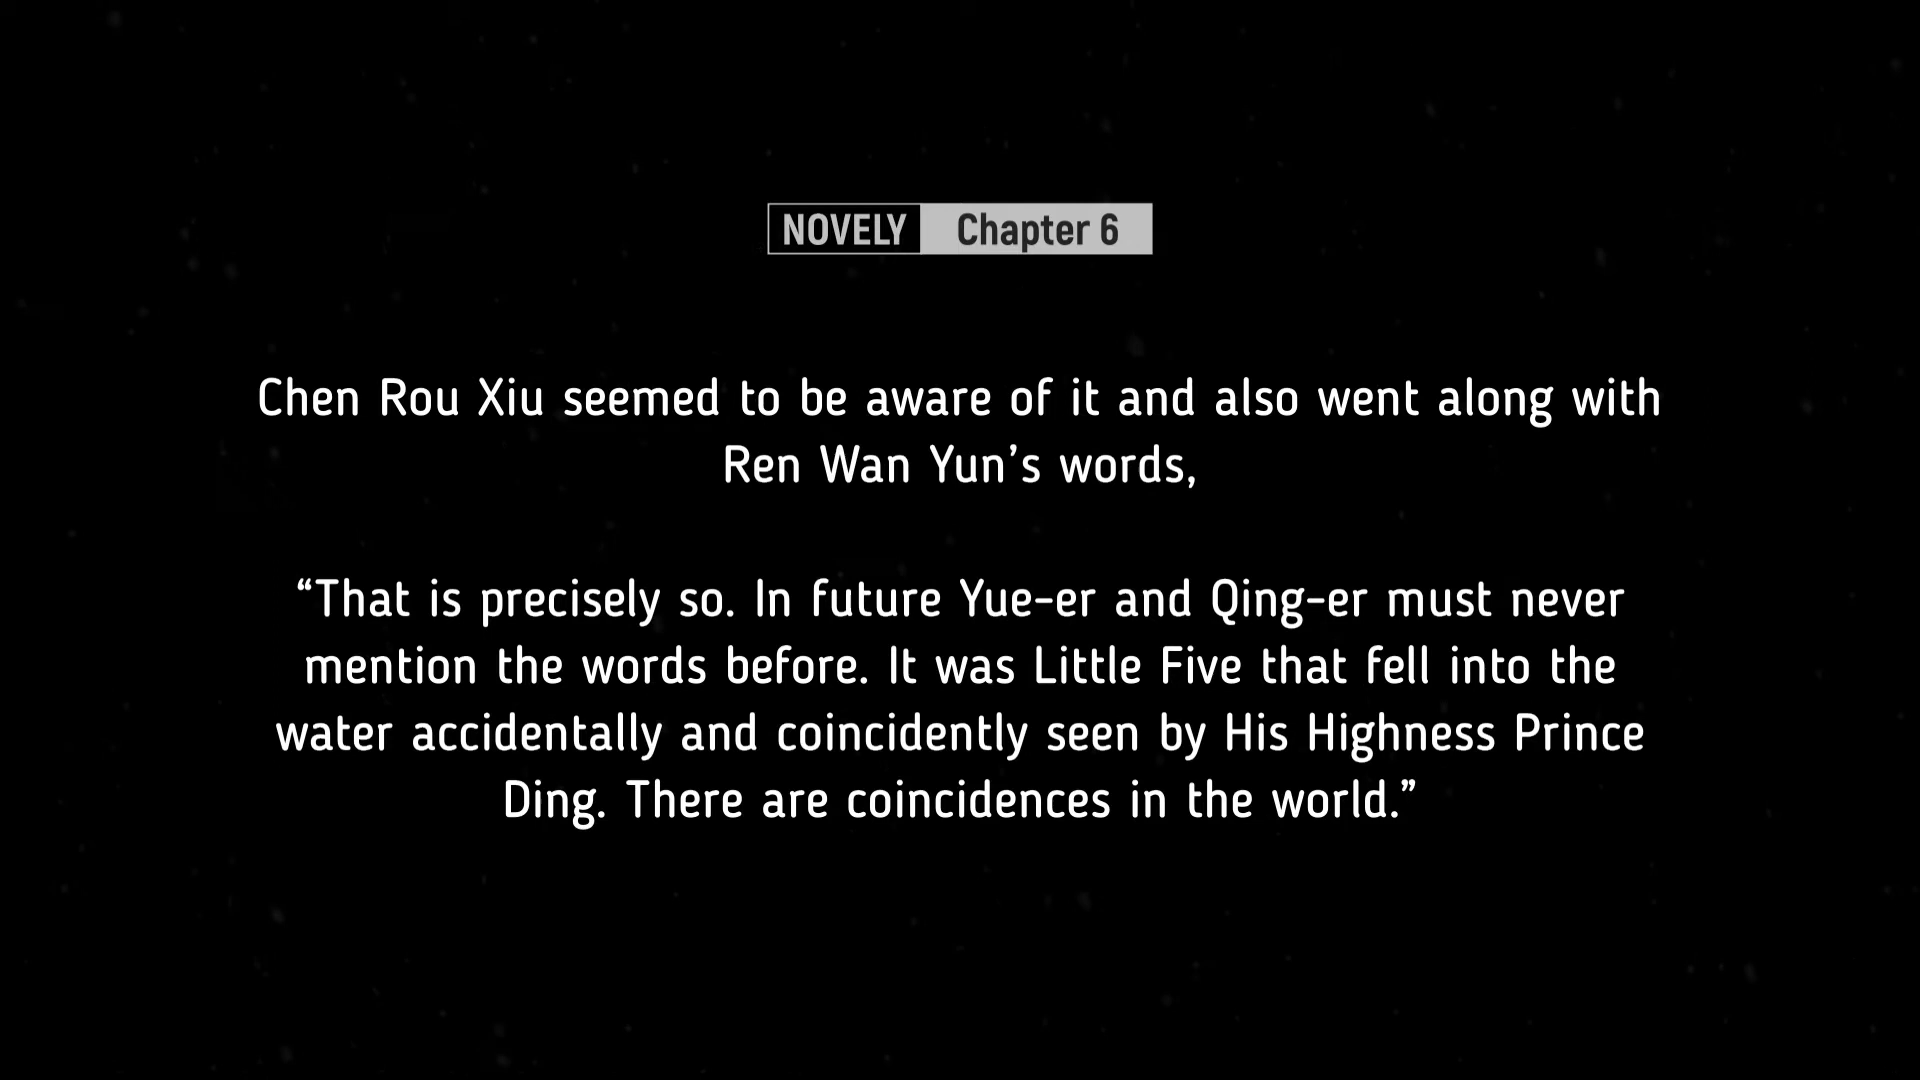 NOVELY Chapter 6
Chen Rou Xiu seemed to be aware of it and also went along with
Ren Wan Yun’s words,
“That is precisely so. In future Yue-er and Qing-er must never
mention the words before. It was Little Five that fell into the
water accidentally and coincidently seen by His Highness Prince
Ding. There are coincidences in the world.”